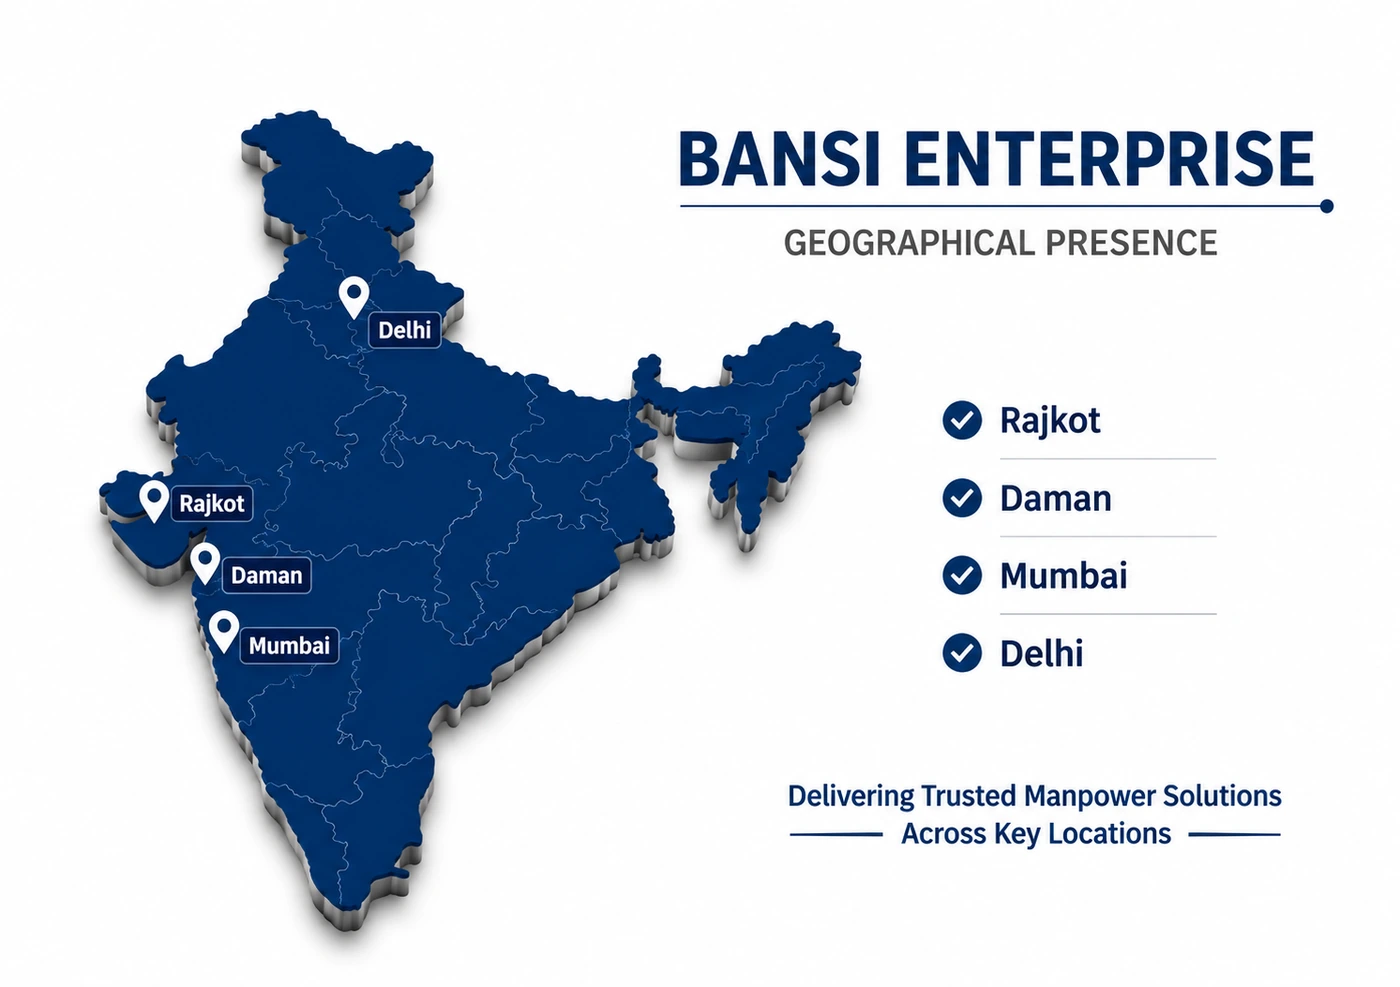 BANSI ENTERPRISE
GEOGRAPHICAL PRESENCE
Delhi
Rajkot
Daman
Mumbai
Rajkot
Daman
Mumbai
Delhi
Delivering Trusted Manpower Solutions
Across Key Locations